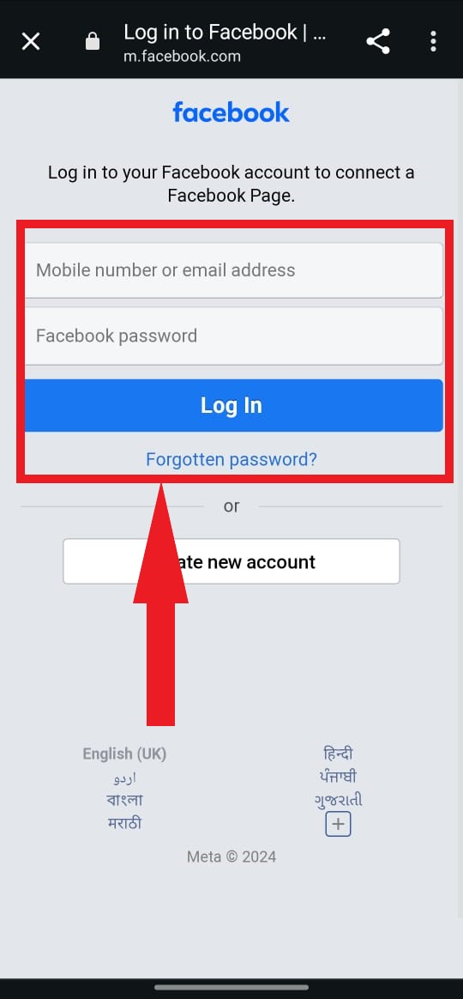 Log in to Facebook | ...
m.facebook.com
facebook
Log in to your Facebook account to connect a
Facebook Page.
Mobile number or email address
Facebook password
Log In
Forgotten password?
or
ate new account
English (UK)
हिन्दी
اردو
ਪੰਜਾਬੀ
বাংলা
ગુજરાતી
मराठी
Meta © 2024